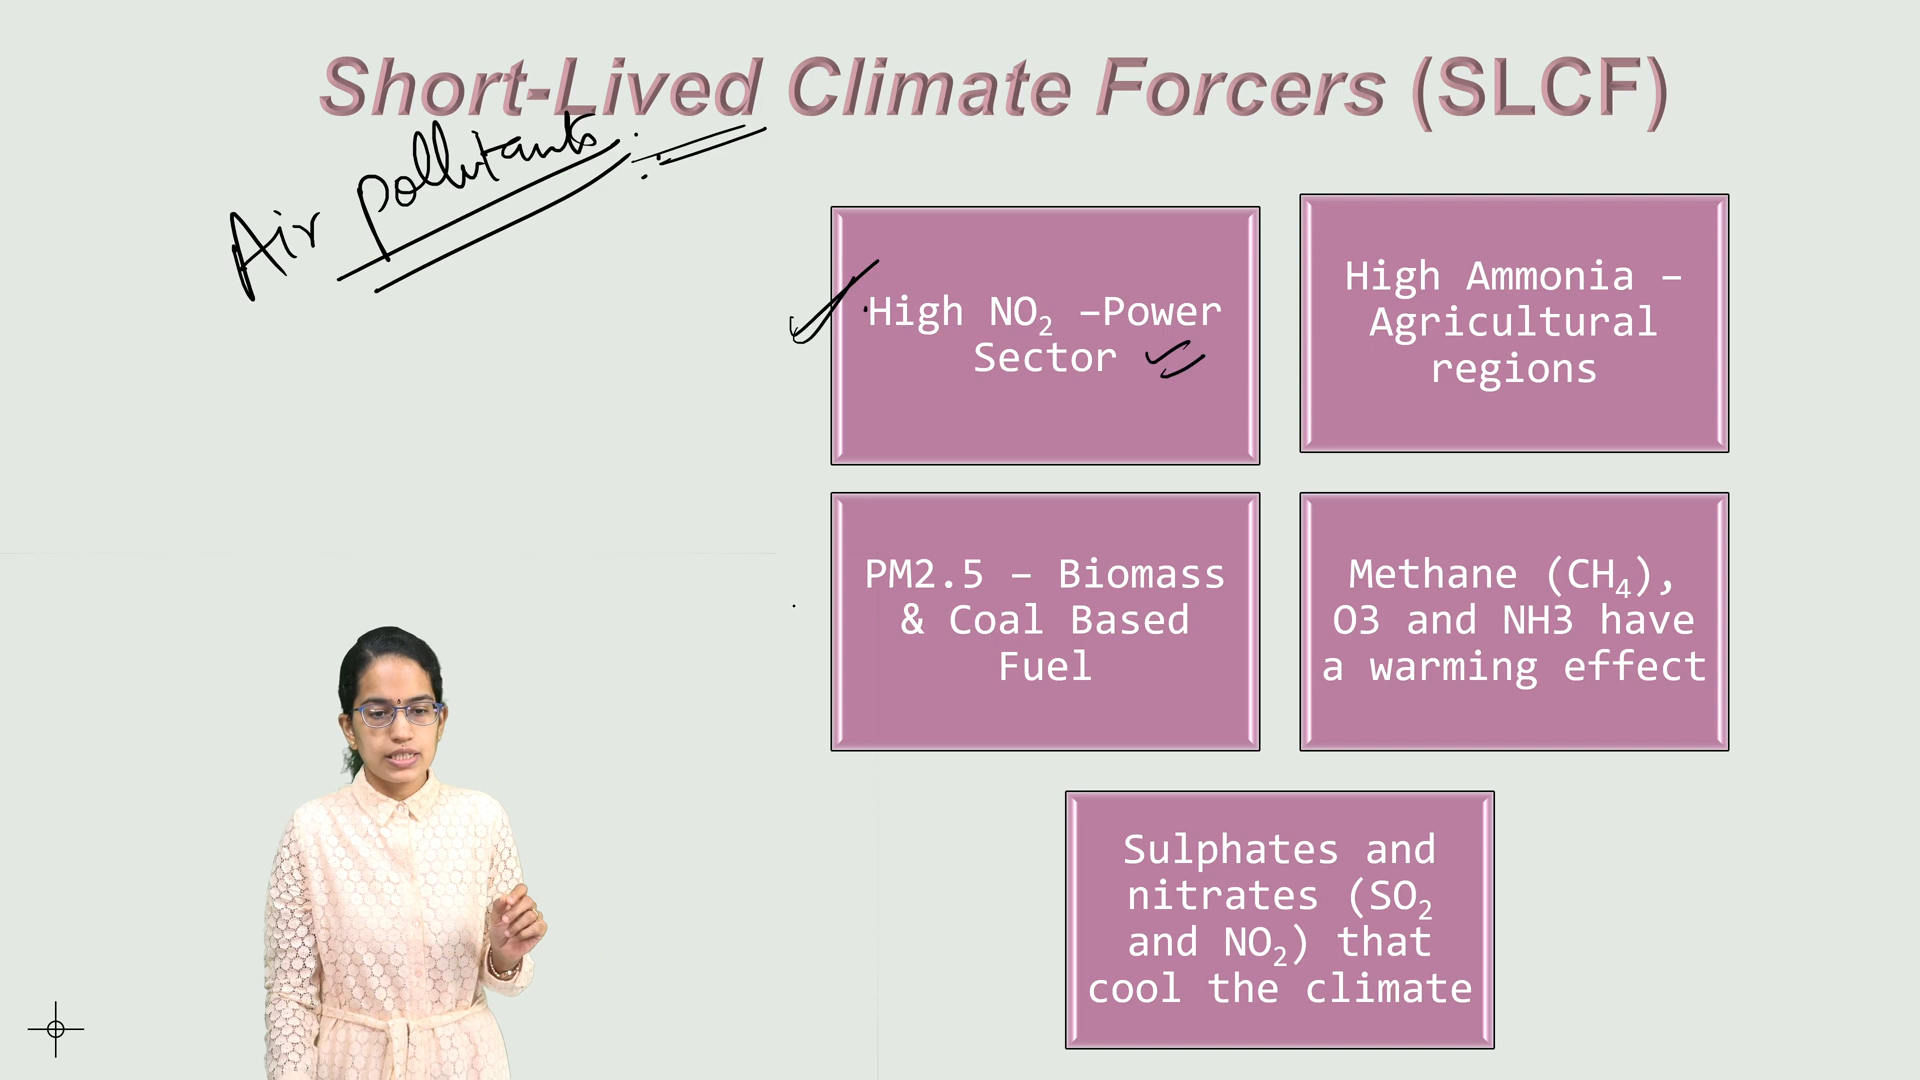 Short-Lived Climate Forcers (SLCF)
Air pollutants
High NO₂ –Power
Sector
High Ammonia –
Agricultural
regions
PM2.5 – Biomass
& Coal Based
Fuel
Methane (CH₄),
O3 and NH3 have
a warming effect
Sulphates and
nitrates (SO₂
and NO₂) that
cool the climate